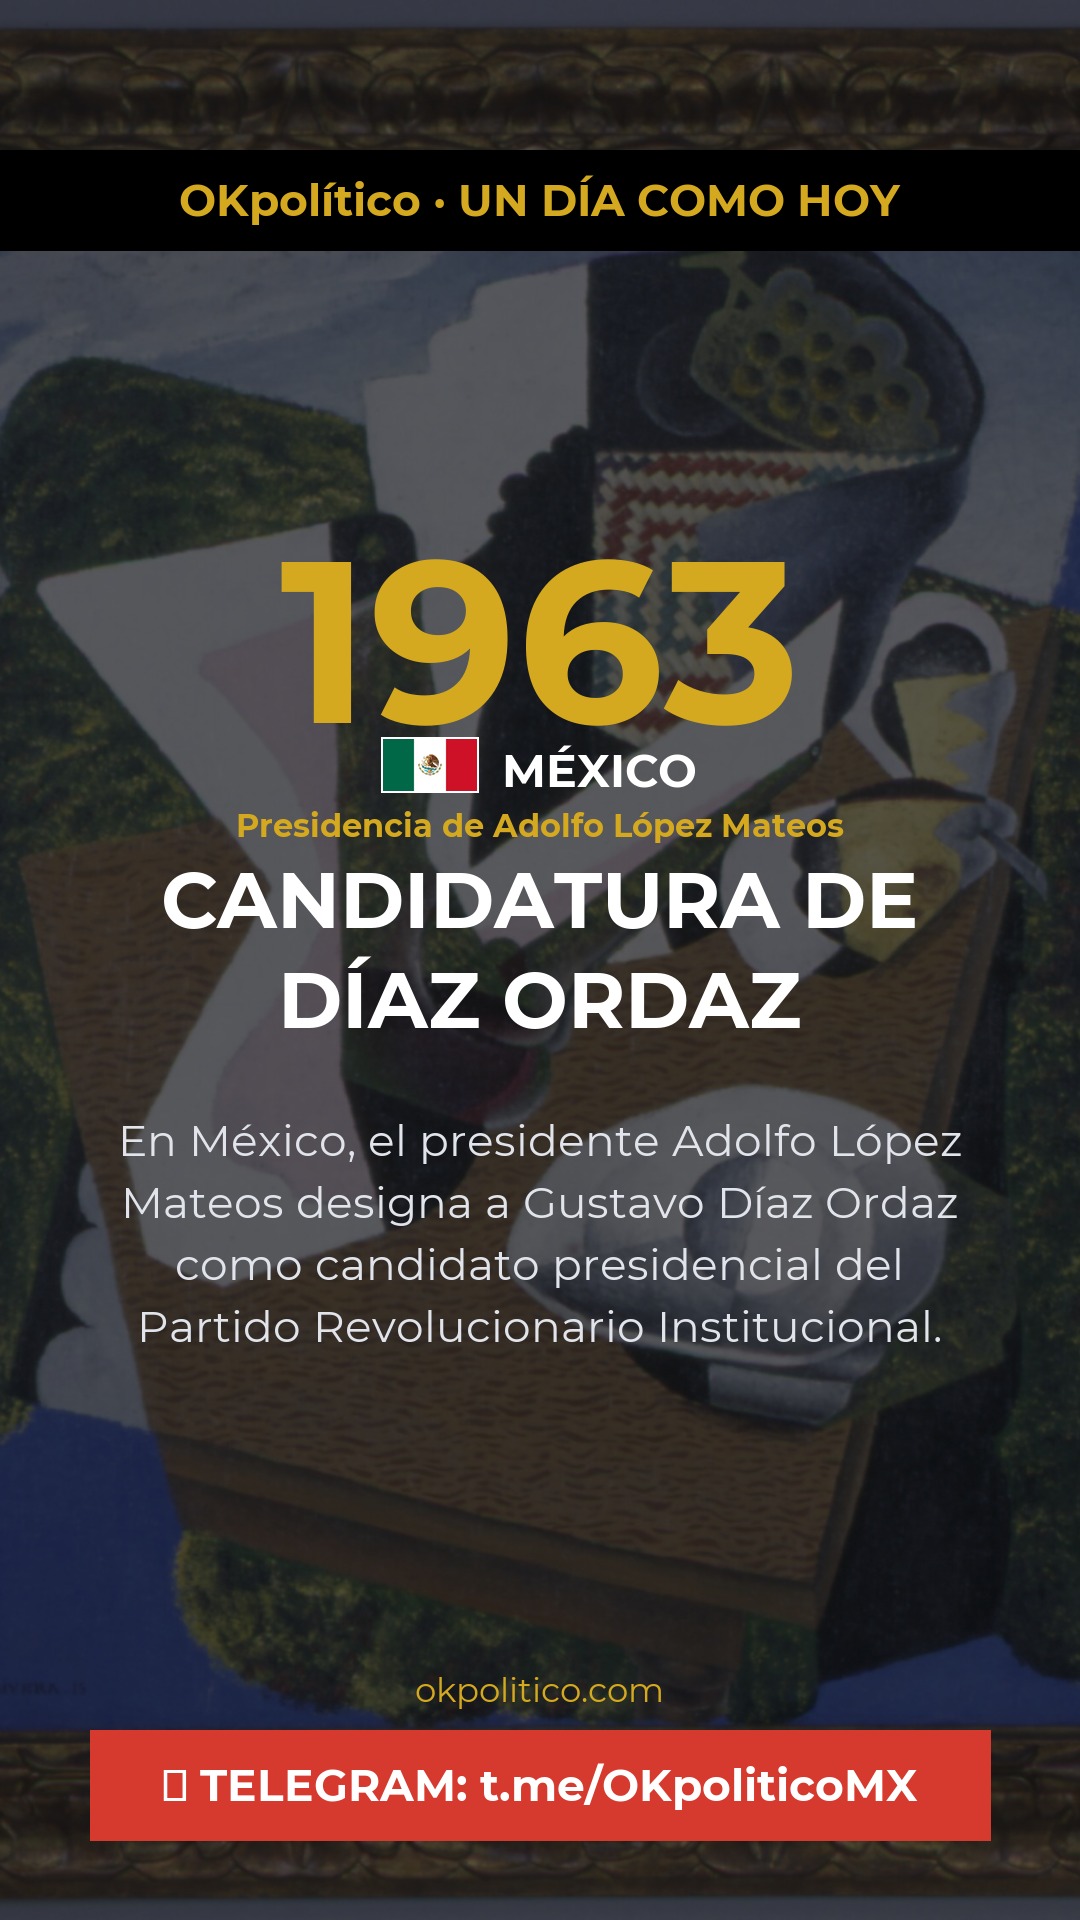 OKpolítico · UN DÍA COMO HOY
1963
MÉXICO
Presidencia de Adolfo López Mateos
CANDIDATURA DE
DÍAZ ORDAZ
En México, el presidente Adolfo López
Mateos designa a Gustavo Díaz Ordaz
como candidato presidencial del
Partido Revolucionario Institucional.
okpolitico.com
TELEGRAM: t.me/OKpoliticoMX